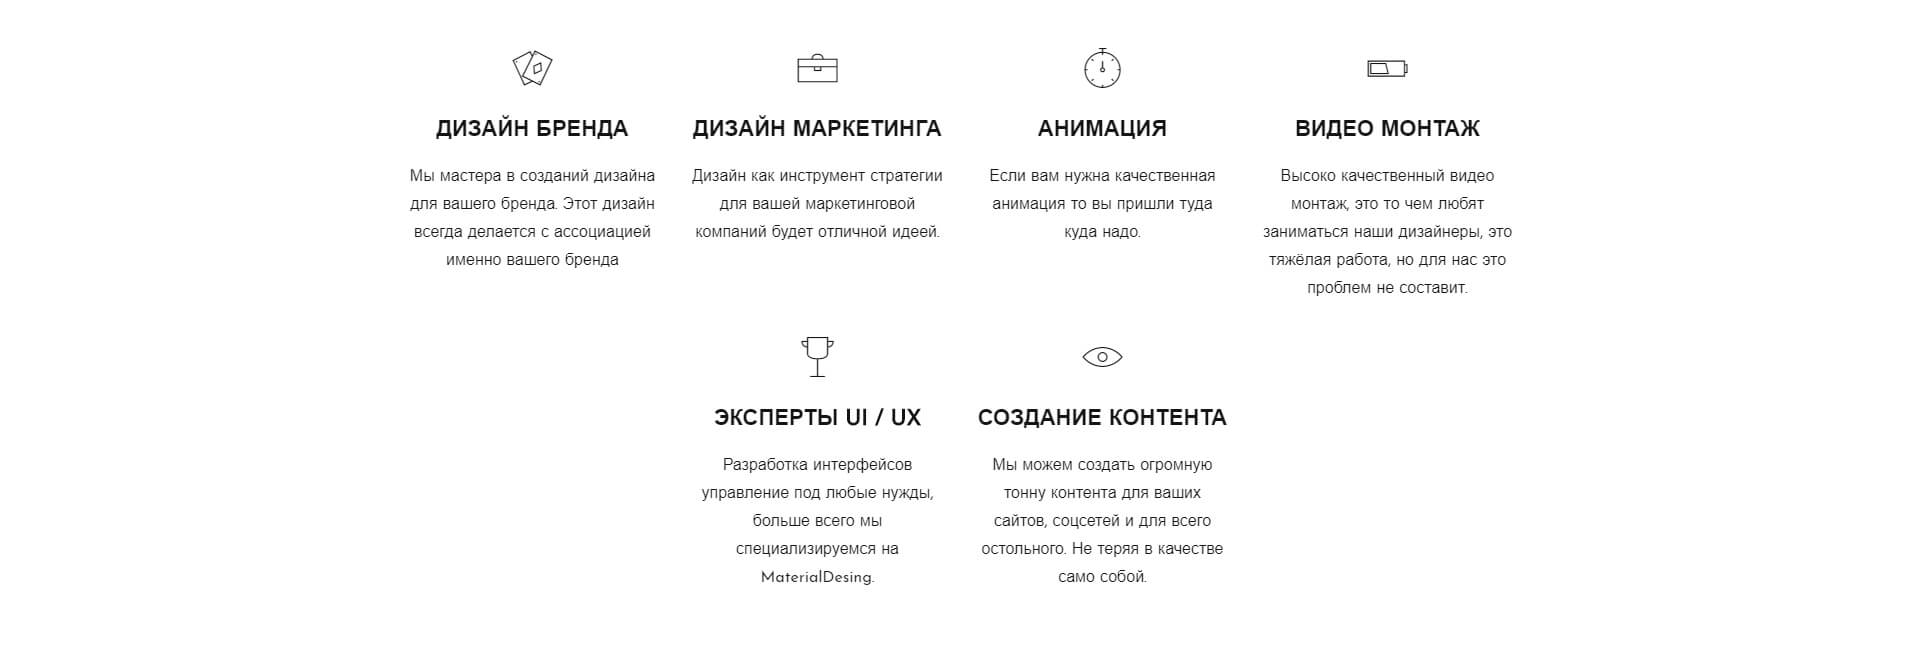 ДИЗАЙН БРЕНДА
Мы мастера в созданий дизайна
для вашего бренда. Этот дизайн
всегда делается с ассоциацией
именно вашего бренда
ДИЗАЙН МАРКЕТИНГА
Дизайн как инструмент стратегии
для вашей маркетинговой
компаний будет отличной идеей.
АНИМАЦИЯ
Если вам нужна качественная
анимация то вы пришли туда
куда надо.
ВИДЕО МОНТАЖ
Высоко качественный видео
монтаж, это то чем любят
заниматься наши дизайнеры, это
тяжёлая работа, но для нас это
проблем не составит.
ЭКСПЕРТЫ UI / UX
Разработка интерфейсов
управление под любые нужды,
больше всего мы
специализируемся на
MaterialDesing.
СОЗДАНИЕ КОНТЕНТА
Мы можем создать огромную
тонну контента для ваших
сайтов, соцсетей и для всего
остольного. Не теряя в качестве
само собой.